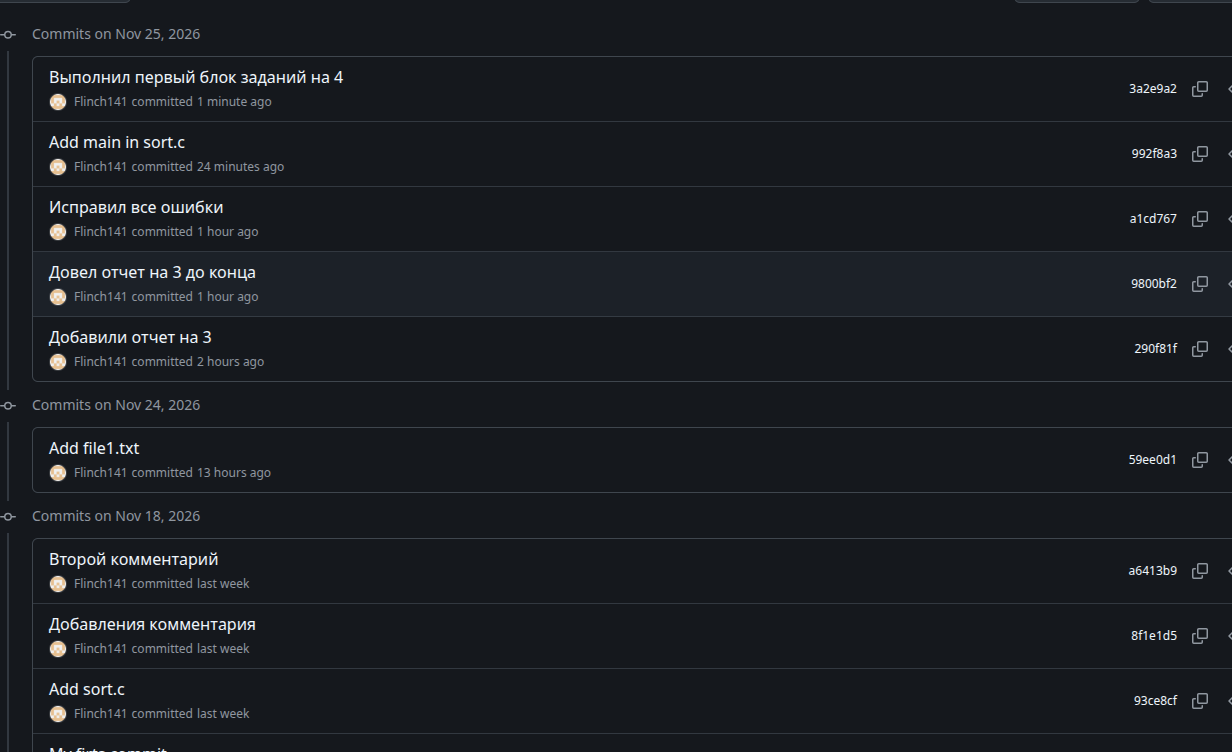 Commits on Nov 25, 2026
Выполнил первый блок заданий на 4
Flinch141 committed 1 minute ago
3a2e9a2
Add main in sort.c
Flinch141 committed 24 minutes ago
992f8a3
Исправил все ошибки
Flinch141 committed 1 hour ago
a1cd767
Довел отчет на 3 до конца
Flinch141 committed 1 hour ago
9800bf2
Добавили отчет на 3
Flinch141 committed 2 hours ago
290f81f
Commits on Nov 24, 2026
Add file1.txt
Flinch141 committed 13 hours ago
59ee0d1
Commits on Nov 18, 2026
Второй комментарий
Flinch141 committed last week
a6413b9
Добавления комментария
Flinch141 committed last week
8f1e1d5
Add sort.c
Flinch141 committed last week
93ce8cf
My firts commit